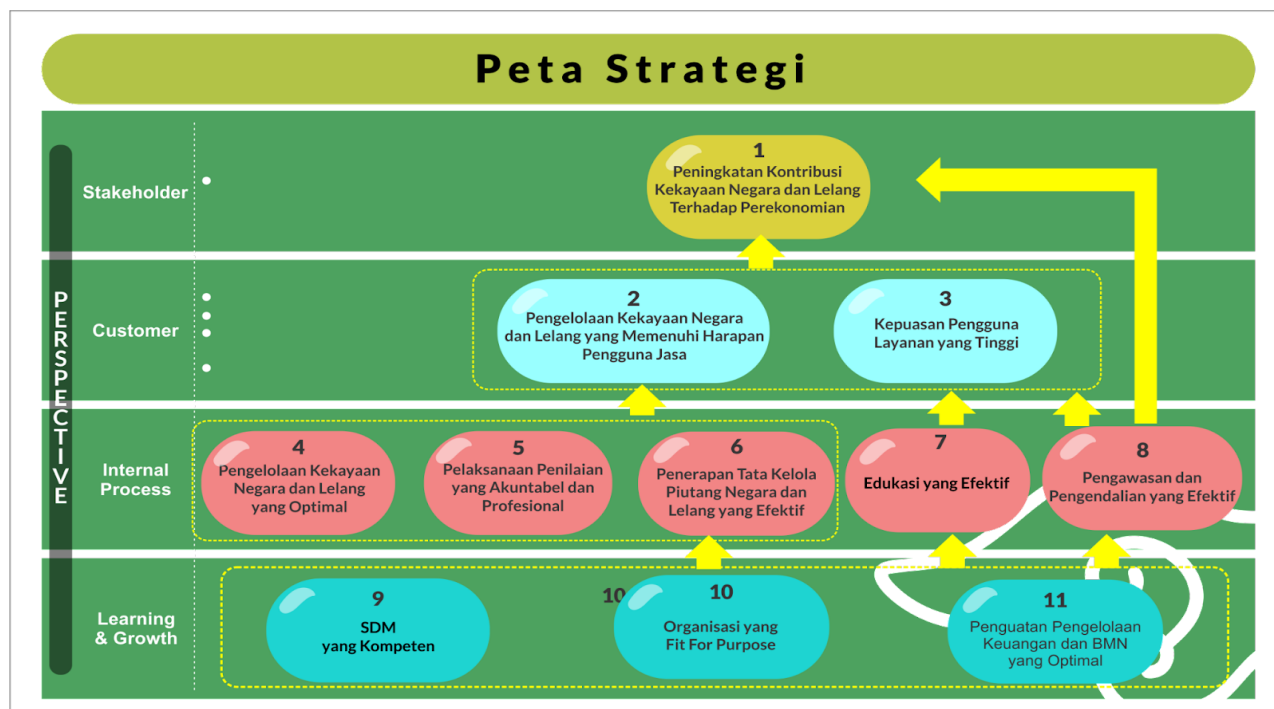 Peta Strategi
PERSPECTIVE
Stakeholder
1
Peningkatan Kontribusi
Kekayaan Negara dan Lelang
Terhadap Perekonomian
Customer
2
Pengelolaan Kekayaan Negara
dan Lelang yang Memenuhi Harapan
Pengguna Jasa
3
Kepuasan Pengguna
Layanan yang Tinggi
Internal
Process
4
Pengelolaan Kekayaan
Negara dan Lelang
yang Optimal
5
Pelaksanaan Penilaian
yang Akuntabel dan
Profesional
6
Penerapan Tata Kelola
Piutang Negara dan
Lelang yang Efektif
7
Edukasi yang Efektif
8
Pengawasan dan
Pengendalian yang Efektif
Learning
& Growth
9
SDM
yang Kompeten
10
10
Organisasi yang
Fit For Purpose
11
Penguatan Pengelolaan
Keuangan dan BMN
yang Optimal